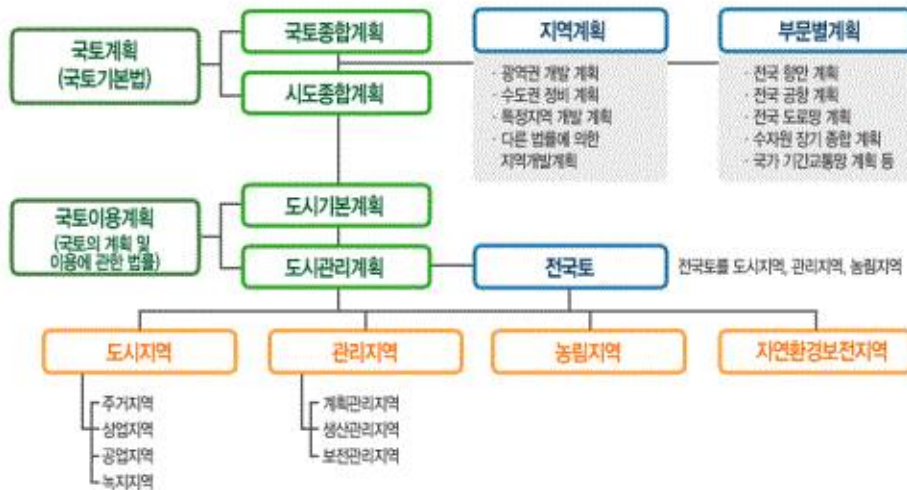 국토계획
(국토기본법)
국토종합계획
시도종합계획
지역계획
· 광역권 개발 계획
· 수도권 정비 계획
· 특정지역 개발 계획
· 다른 법률에 의한
지역개발계획
부문별계획
· 전국 항만 계획
· 전국 공항 계획
· 전국 도로망 계획
· 수자원 장기 종합 계획
· 국가 기간교통망 계획 등
국토이용계획
(국토의 계획 및
이용에 관한 법률)
도시기본계획
도시관리계획
전국토
전국토를 도시지역, 관리지역, 농림지역
도시지역
주거지역
상업지역
공업지역
녹지지역
관리지역
계획관리지역
생산관리지역
보전관리지역
농림지역
자연환경보전지역